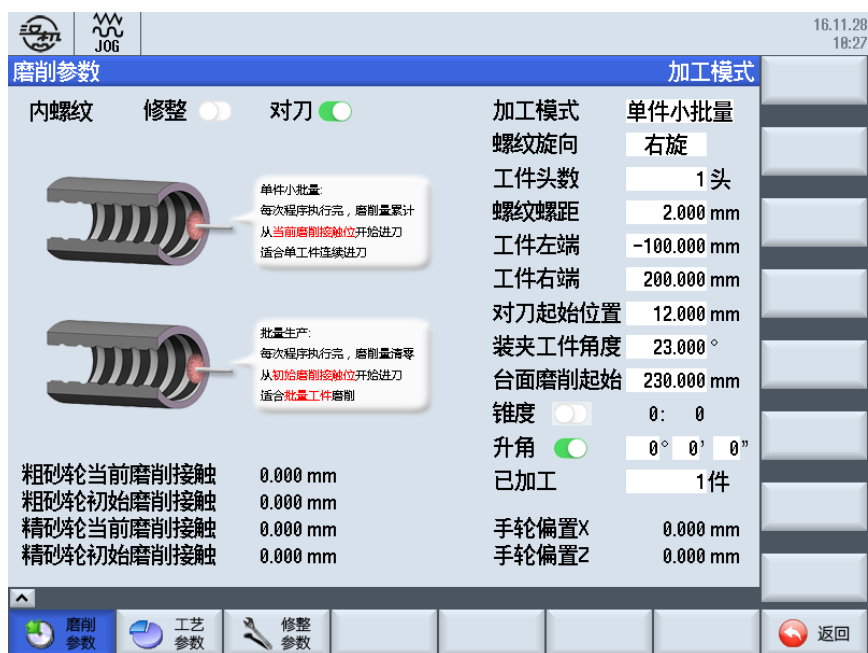 汉机
JOG
16.11.28
10:27
磨削参数
加工模式
内螺纹 修整 对刀
单件小批量:
每次程序执行完，磨削量累计
从当前磨削接触位开始进刀
适合单工件连续进刀
批量生产:
每次程序执行完，磨削量清零
从初始磨削接触位开始进刀
适合批量工件磨削
粗砂轮当前磨削接触 0.000 mm
粗砂轮初始磨削接触 0.000 mm
精砂轮当前磨削接触 0.000 mm
精砂轮初始磨削接触 0.000 mm
加工模式 单件小批量
螺纹旋向 右旋
工件头数 1 头
螺纹螺距 2.000 mm
工件左端 -100.000 mm
工件右端 200.000 mm
对刀起始位置 12.000 mm
装夹工件角度 23.000 °
台面磨削起始 230.000 mm
锥度 0: 0
升角 0° 0' 0"
已加工 1件
手轮偏置X 0.000 mm
手轮偏置Z 0.000 mm
磨削
参数
工艺
参数
修整
参数
返回